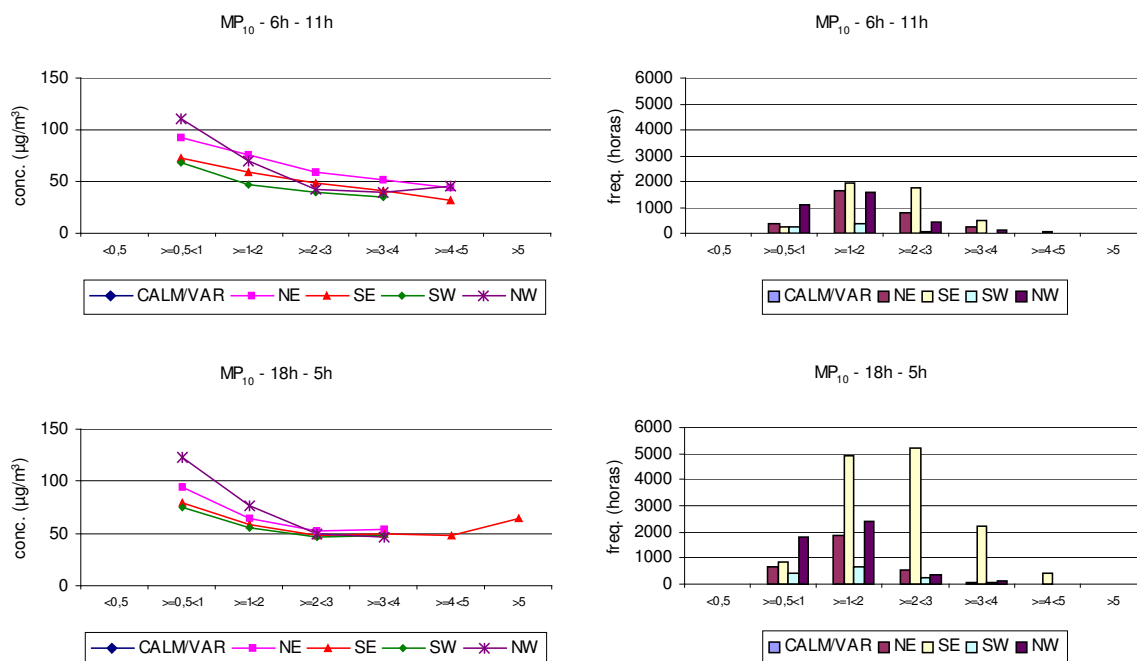 MP10 - 6h - 11h
conc. (µg/m³)
150
100
50
0
<0,5 >=0,5<1 >=1<2 >=2<3 >=3<4 >=4<5 >5
CALM/VAR NE SE SW NW
MP10 - 6h - 11h
freq. (horas)
6000
5000
4000
3000
2000
1000
0
<0,5 >=0,5<1 >=1<2 >=2<3 >=3<4 >=4<5 >5
CALM/VAR NE SE SW NW
MP10 - 18h - 5h
conc. (µg/m³)
150
100
50
0
<0,5 >=0,5<1 >=1<2 >=2<3 >=3<4 >=4<5 >5
CALM/VAR NE SE SW NW
MP10 - 18h - 5h
freq. (horas)
6000
5000
4000
3000
2000
1000
0
<0,5 >=0,5<1 >=1<2 >=2<3 >=3<4 >=4<5 >5
CALM/VAR NE SE SW NW